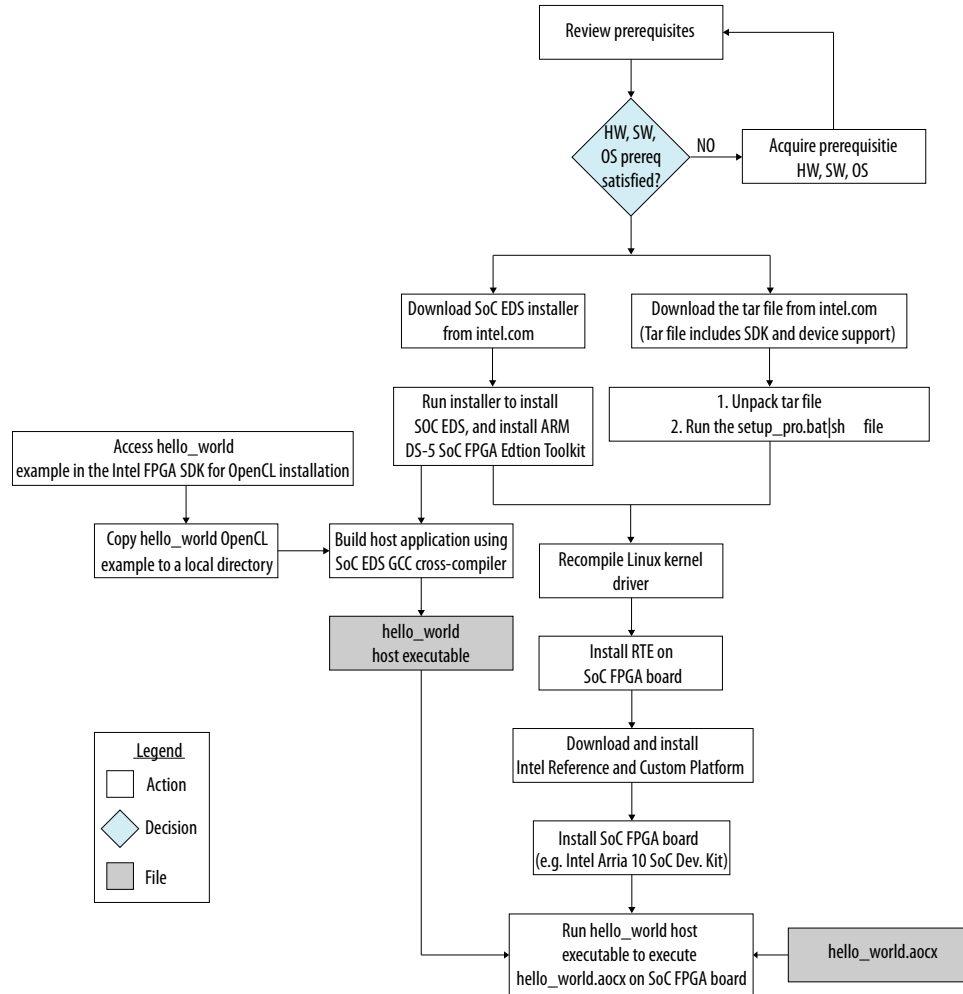 Review prerequisites
HW, SW,
OS prereq
satisfied?
NO
Acquire prerequisitie
HW, SW, OS
Download SoC EDS installer
from intel.com
Download the tar file from intel.com
(Tar file includes SDK and device support)
Run installer to install
SOC EDS, and install ARM
DS-5 SoC FPGA Edtion Toolkit
1. Unpack tar file
2. Run the setup_pro.bat|sh file
Access hello_world
example in the Intel FPGA SDK for OpenCL installation
Copy hello_world OpenCL
example to a local directory
Build host application using
SoC EDS GCC cross-compiler
Recompile Linux kernel
driver
hello_world
host executable
Install RTE on
SoC FPGA board
Download and install
Intel Reference and Custom Platform
Legend
Action
Decision
File
Install SoC FPGA board
(e.g. Intel Arria 10 SoC Dev. Kit)
Run hello_world host
executable to execute
hello_world.aocx on SoC FPGA board
hello_world.aocx